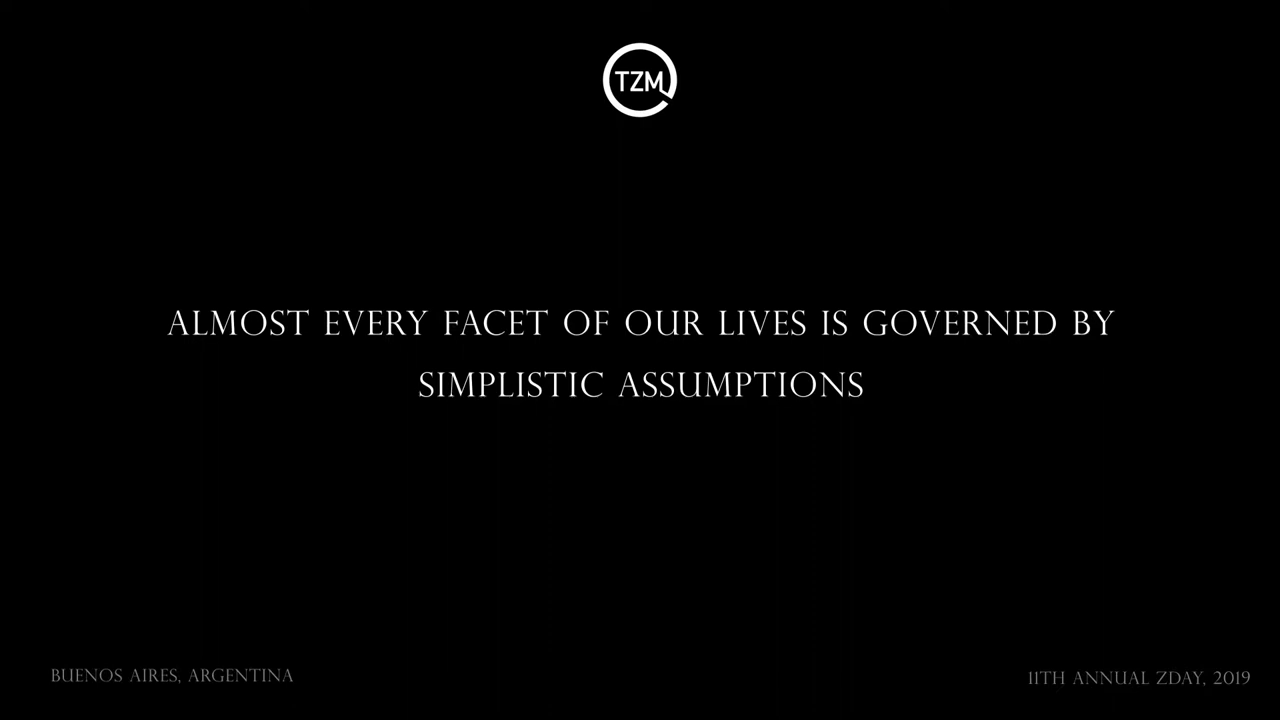 TZM
ALMOST EVERY FACET OF OUR LIVES IS GOVERNED BY
SIMPLISTIC ASSUMPTIONS
BUENOS AIRES, ARGENTINA
11TH ANNUAL ZDAY, 2019